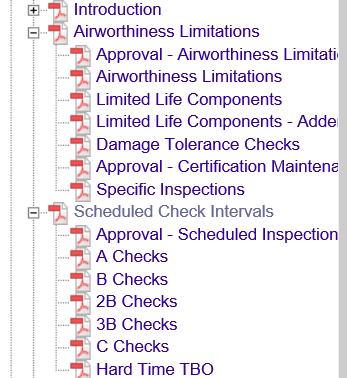 Introduction
Airworthiness Limitations
Approval - Airworthiness Limitati
Airworthiness Limitations
Limited Life Components
Limited Life Components - Adde
Damage Tolerance Checks
Approval - Certification Maintena
Specific Inspections
Scheduled Check Intervals
Approval - Scheduled Inspection
A Checks
B Checks
2B Checks
3B Checks
C Checks
Hard Time TBO